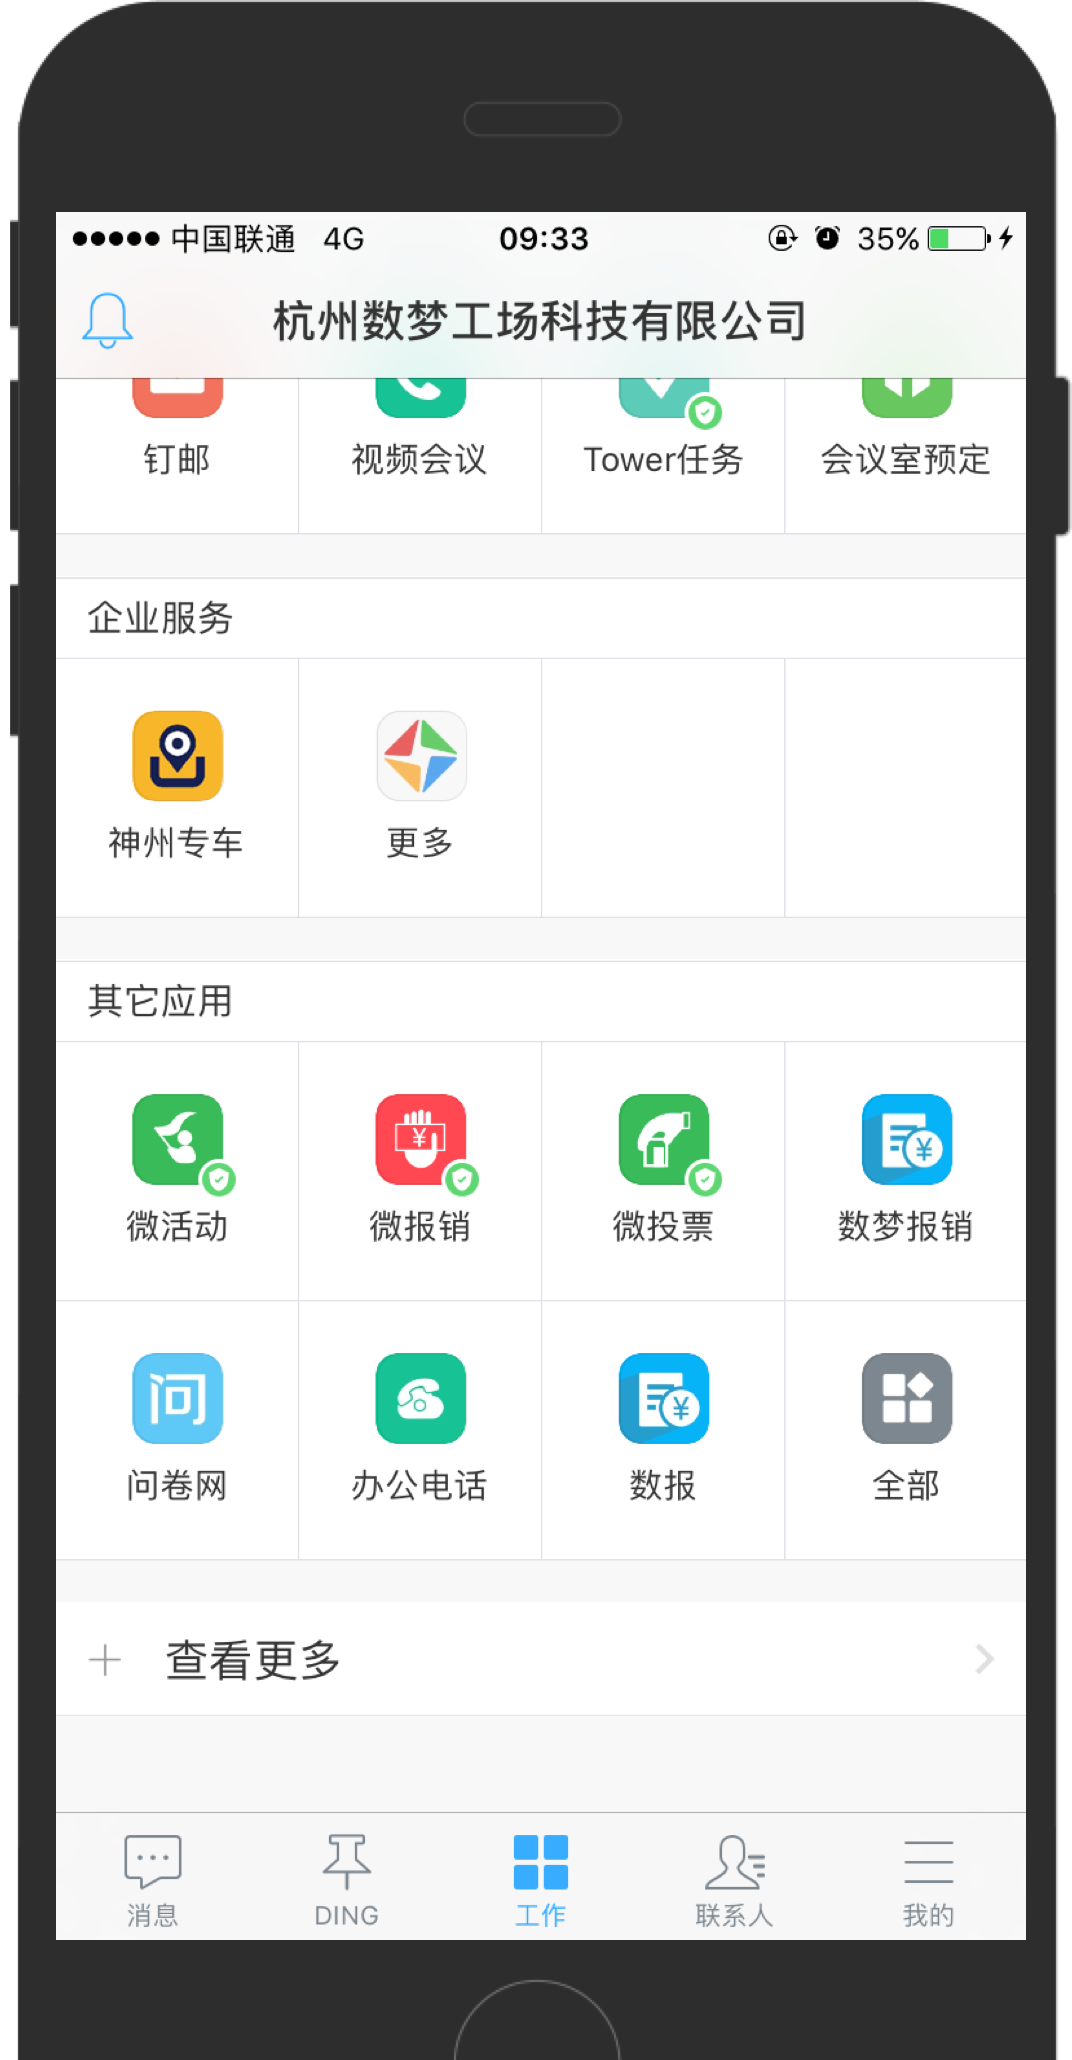 中国联通 4G 09:33 35%
杭州数梦工场科技有限公司
钉邮 视频会议 Tower任务 会议室预定
企业服务
神州专车 更多
其它应用
微活动 微报销 微投票 数梦报销
问
问卷网 办公电话 数报 全部
查看更多
消息 DING 工作 联系人 我的